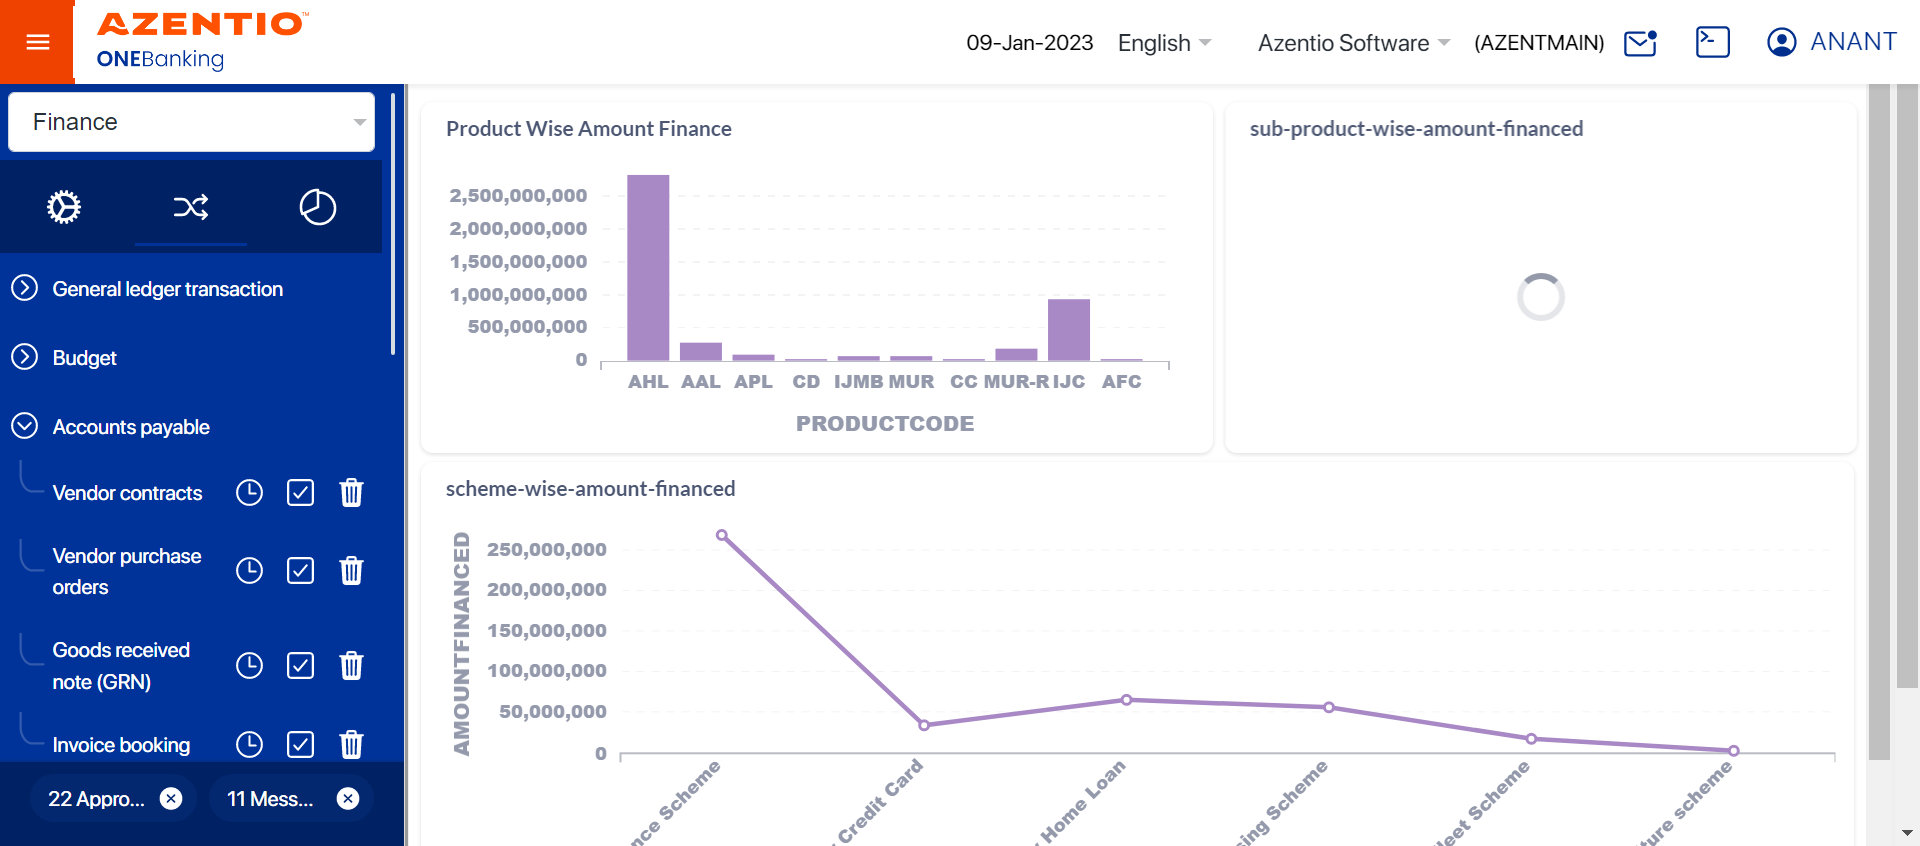 AZENTIO™
ONEBanking
09-Jan-2023 English Azentio Software (AZENTMAIN) ANANT
Finance
General ledger transaction
Budget
Accounts payable
Vendor contracts
Vendor purchase
orders
Goods received
note (GRN)
Invoice booking
22 Appro...
11 Mess...
Product Wise Amount Finance
2,500,000,000
2,000,000,000
1,500,000,000
1,000,000,000
500,000,000
0
AHL AAL APL CD IJMB MUR CC MUR-R IJC AFC
PRODUCTCODE
sub-product-wise-amount-financed
scheme-wise-amount-financed
AMOUNTFINANCED
250,000,000
200,000,000
150,000,000
100,000,000
50,000,000
0
nce Scheme
Credit Card
Home Loan
sing Scheme
leet Scheme
ture scheme